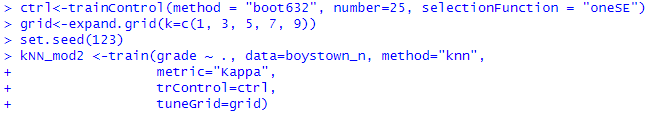 > ctrl<-trainControl(method = "boot632", number=25, selectionFunction = "oneSE")
> grid<-expand.grid(k=c(1, 3, 5, 7, 9))
> set.seed(123)
> kNN_mod2 <-train(grade ~ ., data=boystown_n, method="knn",
+ metric="Kappa",
+ trControl=ctrl,
+ tuneGrid=grid)